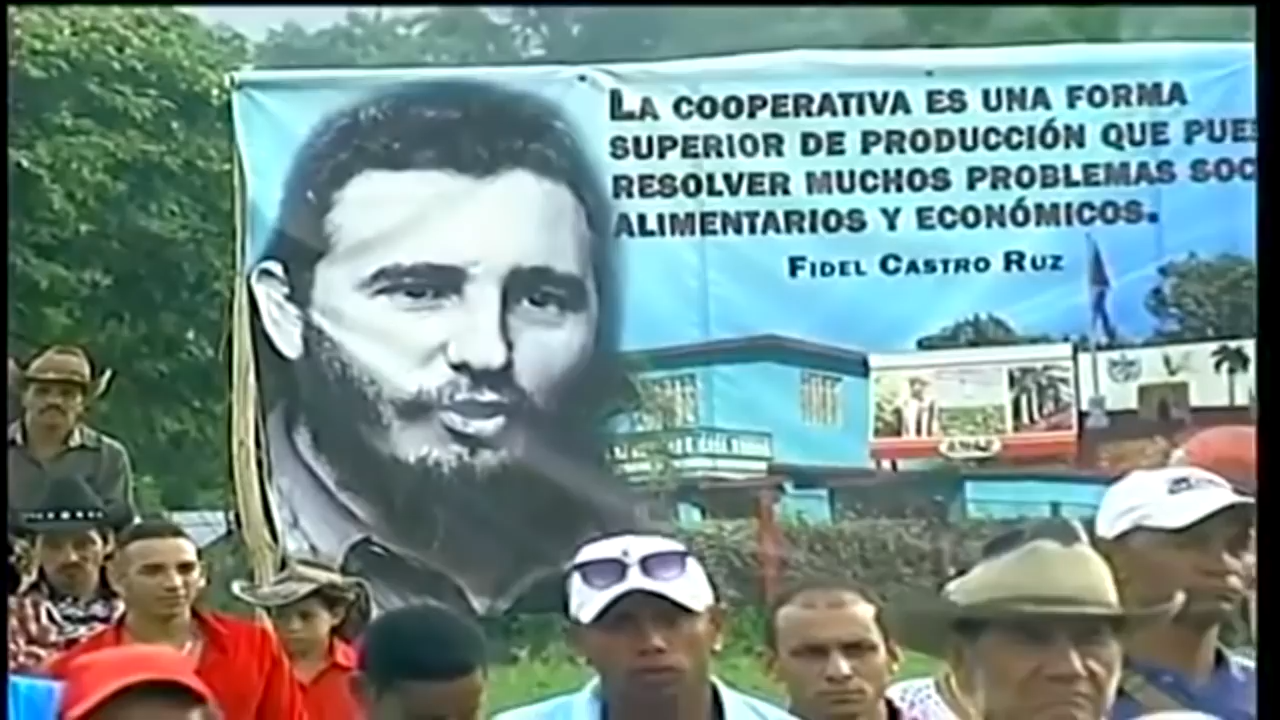 LA COOPERATIVA ES UNA FORMA
SUPERIOR DE PRODUCCIÓN QUE
RESOLVER MUCHOS PROBLEMAS
ALIMENTARIOS Y ECONÓMICOS.
FIDEL CASTRO RUZ